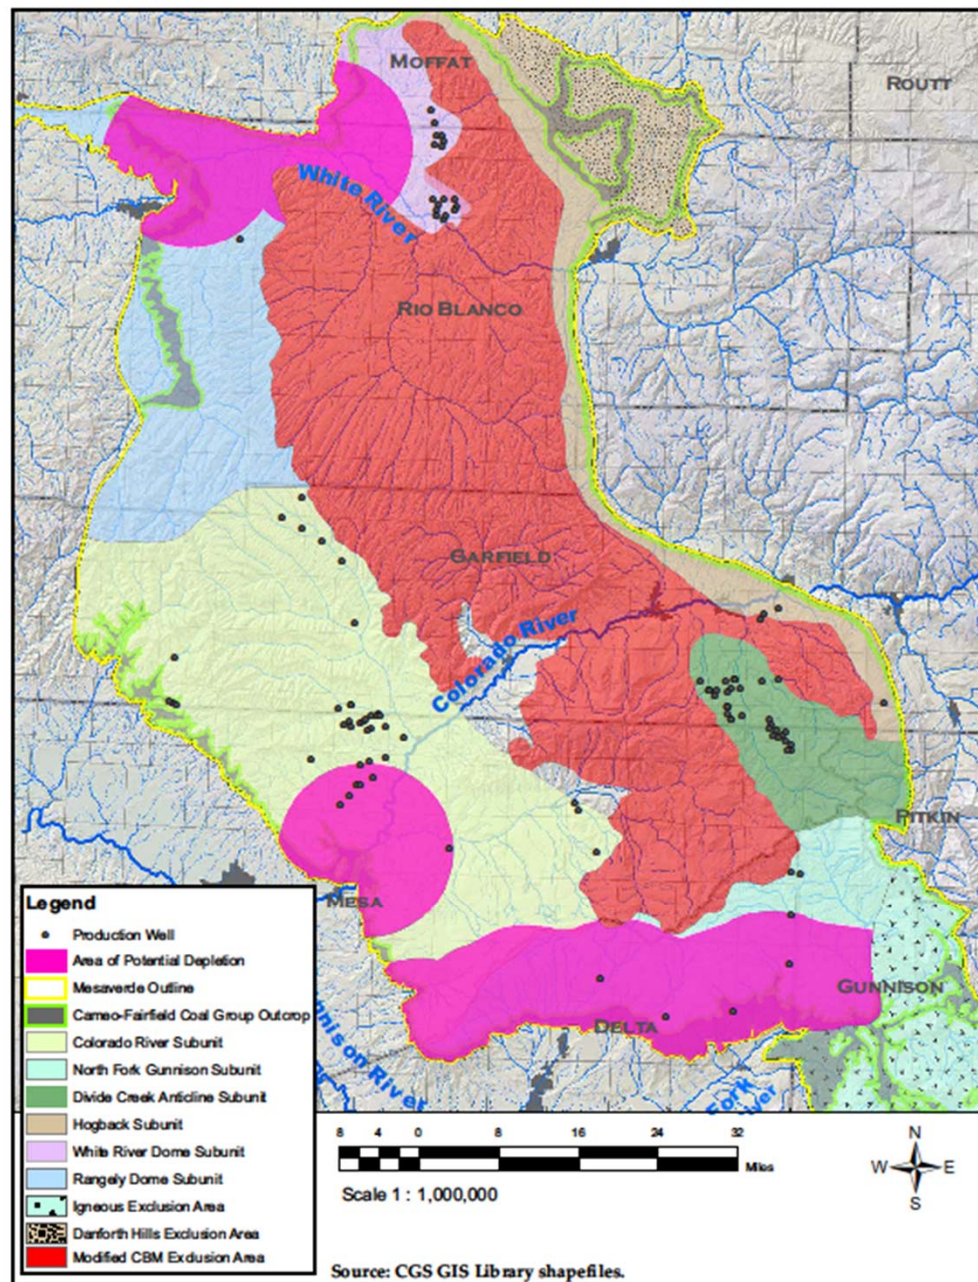 MOFFAT
ROUTT
White River
RIO BLANCO
GARFIELD
Colorado River
PITKIN
MESA
GUNNISON
DELTA
nnison River
Fork
River
Legend
Production Well
Area of Potential Depletion
Mesaverde Outline
Cameo-Fairfield Coal Group Outcrop
Colorado River Subunit
North Fork Gunnison Subunit
Divide Creek Anticline Subunit
Hogback Subunit
White River Dome Subunit
Rangely Dome Subunit
Igneous Exclusion Area
Danforth Hills Exclusion Area
Modified CBM Exclusion Area
8 4 0 8 16 24 32
Miles
Scale 1 : 1,000,000
N
W E
S
Source: CGS GIS Library shapefiles.